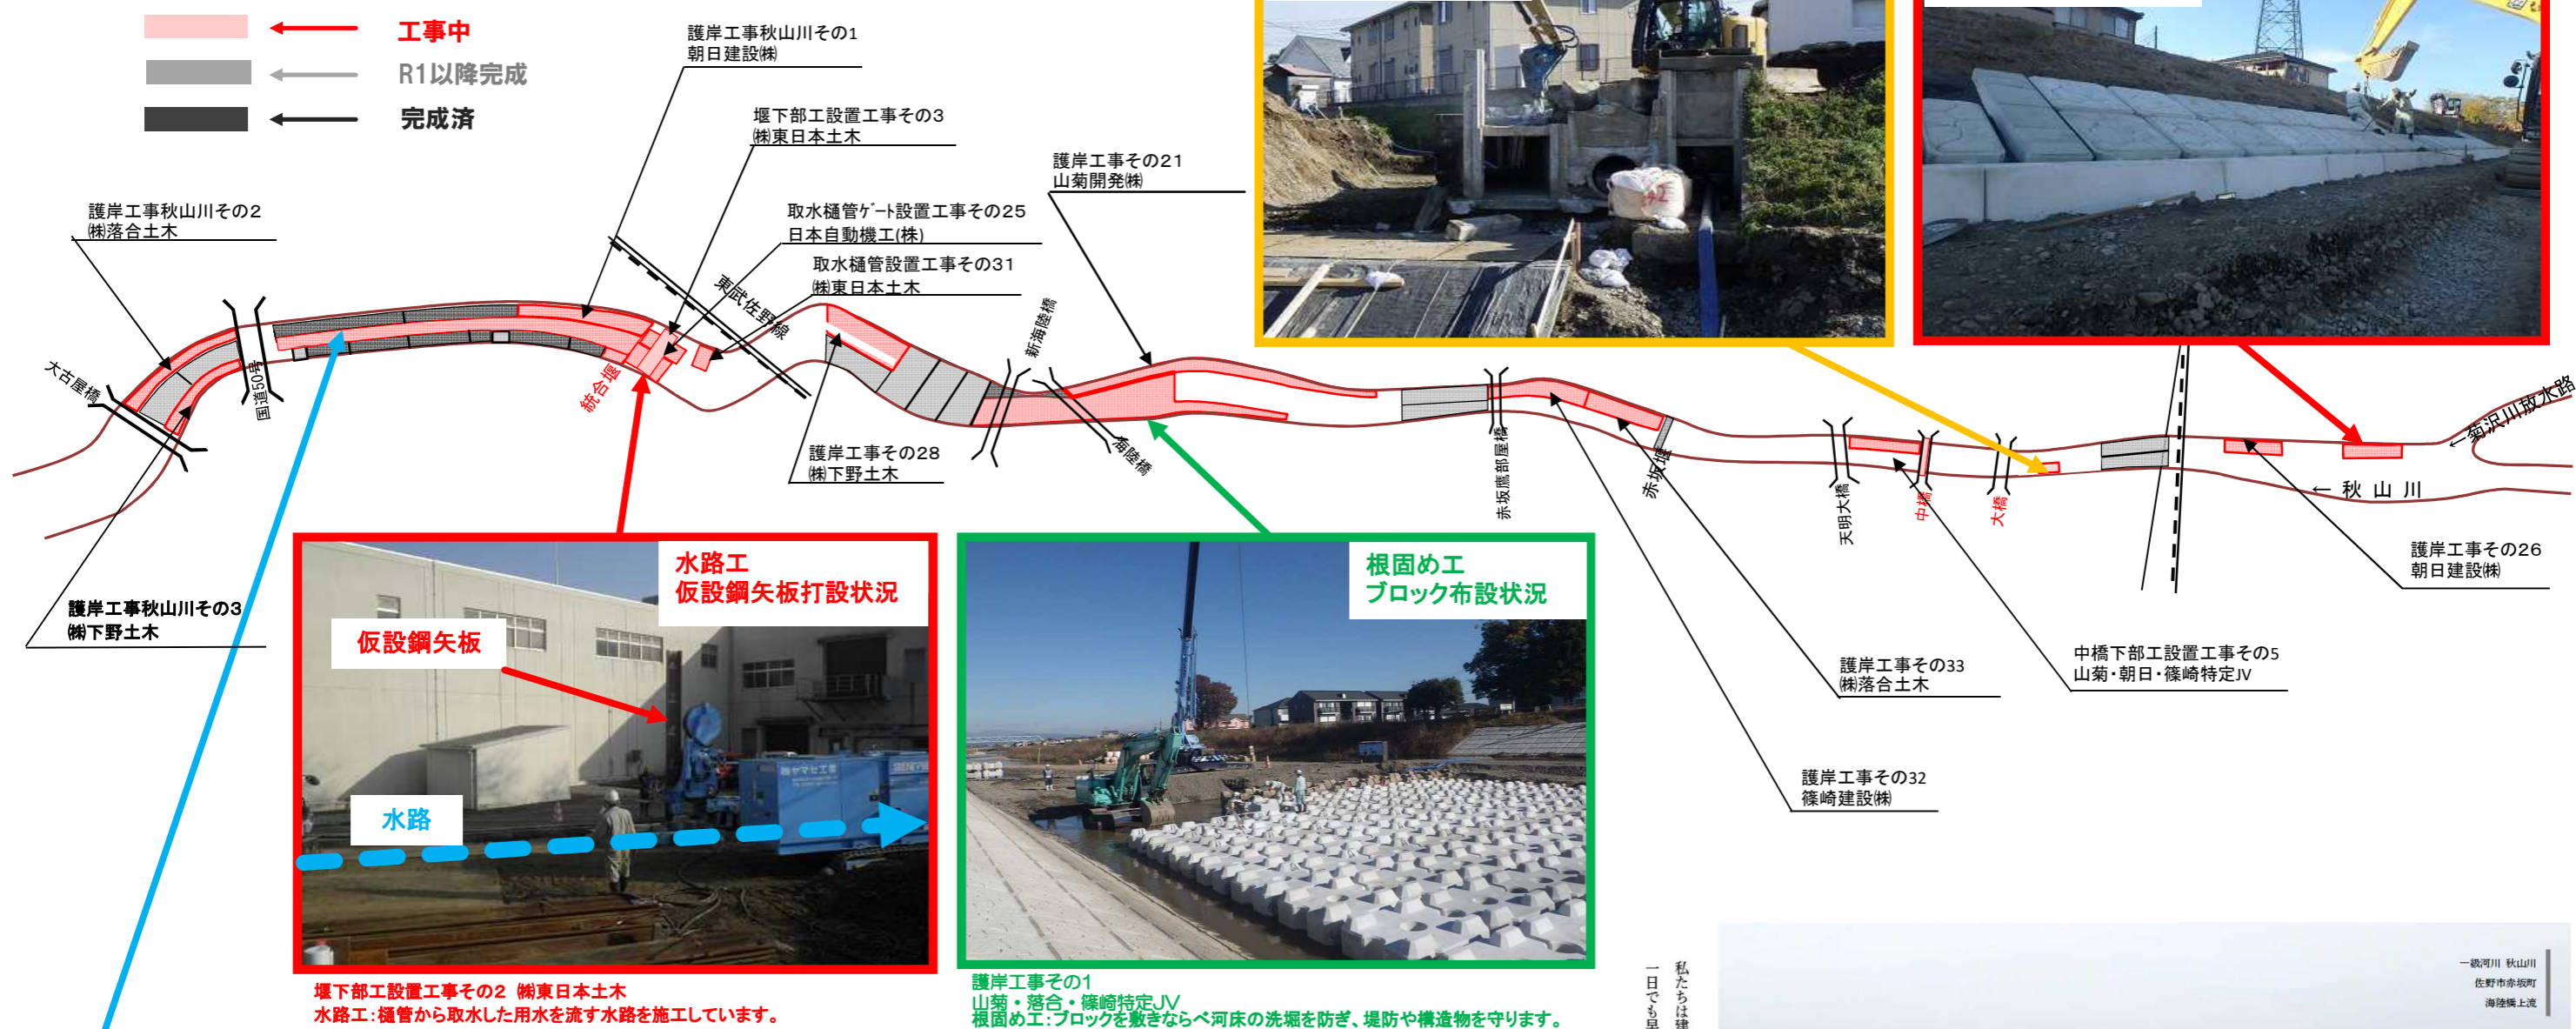 工事中
R1以降完成
完成済
護岸工事秋山川その1
朝日建設㈱
堰下部工設置工事その3
㈱東日本土木
護岸工事その21
山菊開発㈱
護岸工事秋山川その2
㈱落合土木
取水樋管ｹﾞｰﾄ設置工事その25
日本自動機工(株)
取水樋管設置工事その31
㈱東日本土木
東武佐野線
新海陸橋
大古屋橋
国道50号
統合堰
海陸橋
護岸工事その28
㈱下野土木
赤坂鷹部屋橋
赤坂堰
天明大橋
中橋
大橋
←菊沢川放水路
← 秋 山 川
護岸工事その26
朝日建設㈱
護岸工事秋山川その3
㈱下野土木
水路工
仮設鋼矢板打設状況
仮設鋼矢板
水路
根固め工
ブロック布設状況
護岸工事その33
㈱落合土木
中橋下部工設置工事その5
山菊・朝日・篠崎特定JV
護岸工事その32
篠崎建設㈱
堰下部工設置工事その2 ㈱東日本土木
水路工：樋管から取水した用水を流す水路を施工しています。
護岸工事その1
山菊・落合・篠崎特定JV
根固め工：ブロックを敷きならべ河床の洗堀を防ぎ、堤防や構造物を守ります。
私たちは建
一日でも早
一級河川 秋山川
佐野市赤坂町
海陸橋上流